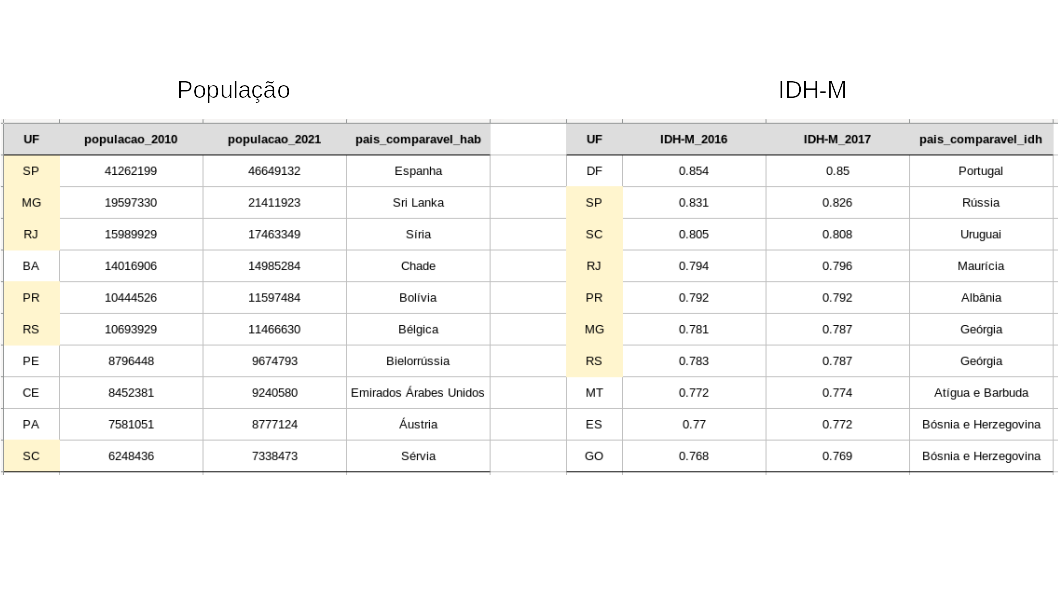 População IDH-M
UF populacao_2010 populacao_2021 pais_comparavel_hab UF IDH-M_2016 IDH-M_2017 pais_comparavel_idh
SP 41262199 46649132 Espanha DF 0.854 0.85 Portugal
MG 19597330 21411923 Sri Lanka SP 0.831 0.826 Rússia
RJ 15989929 17463349 Síria SC 0.805 0.808 Uruguai
BA 14016906 14985284 Chade RJ 0.794 0.796 Maurícia
PR 10444526 11597484 Bolívia PR 0.792 0.792 Albânia
RS 10693929 11466630 Bélgica MG 0.781 0.787 Geórgia
PE 8796448 9674793 Bielorrússia RS 0.783 0.787 Geórgia
CE 8452381 9240580 Emirados Árabes Unidos MT 0.772 0.774 Atígua e Barbuda
PA 7581051 8777124 Áustria ES 0.77 0.772 Bósnia e Herzegovina
SC 6248436 7338473 Sérvia GO 0.768 0.769 Bósnia e Herzegovina